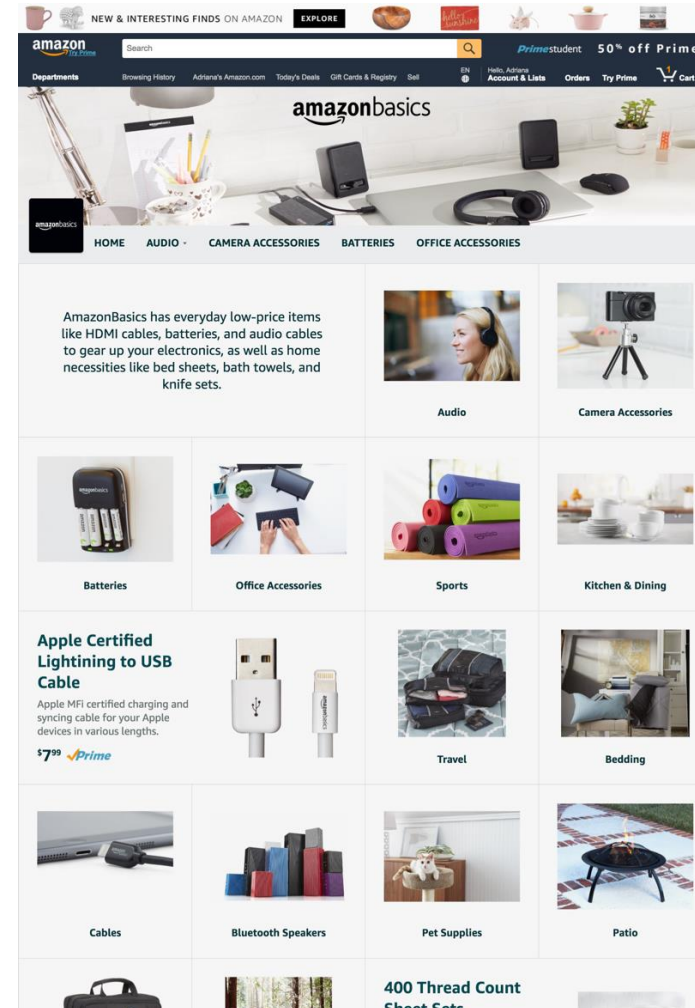 NEW & INTERESTING FINDS ON AMAZON EXPLORE
hello sunshine
amazon
Try Prime
Search
Primestudent 50% off Prime
Departments
Browsing History Adriana's Amazon.com Today's Deals Gift Cards & Registry Sell
EN
Hello, Adriana
Account & Lists Orders Try Prime 1 Cart
amazonbasics
amazonbasics
HOME AUDIO CAMERA ACCESSORIES BATTERIES OFFICE ACCESSORIES
AmazonBasics has everyday low-price items
like HDMI cables, batteries, and audio cables
to gear up your electronics, as well as home
necessities like bed sheets, bath towels, and
knife sets.
Audio
Camera Accessories
amazonbasics
Batteries
Office Accessories
Sports
Kitchen & Dining
Apple Certified
Lightining to USB
Cable
Apple MFi certified charging and
syncing cable for your Apple
devices in various lengths.
$7.99 Prime
amazonbasics
Travel
Bedding
Cables
Bluetooth Speakers
Pet Supplies
Patio
400 Thread Count
Sheet Sets